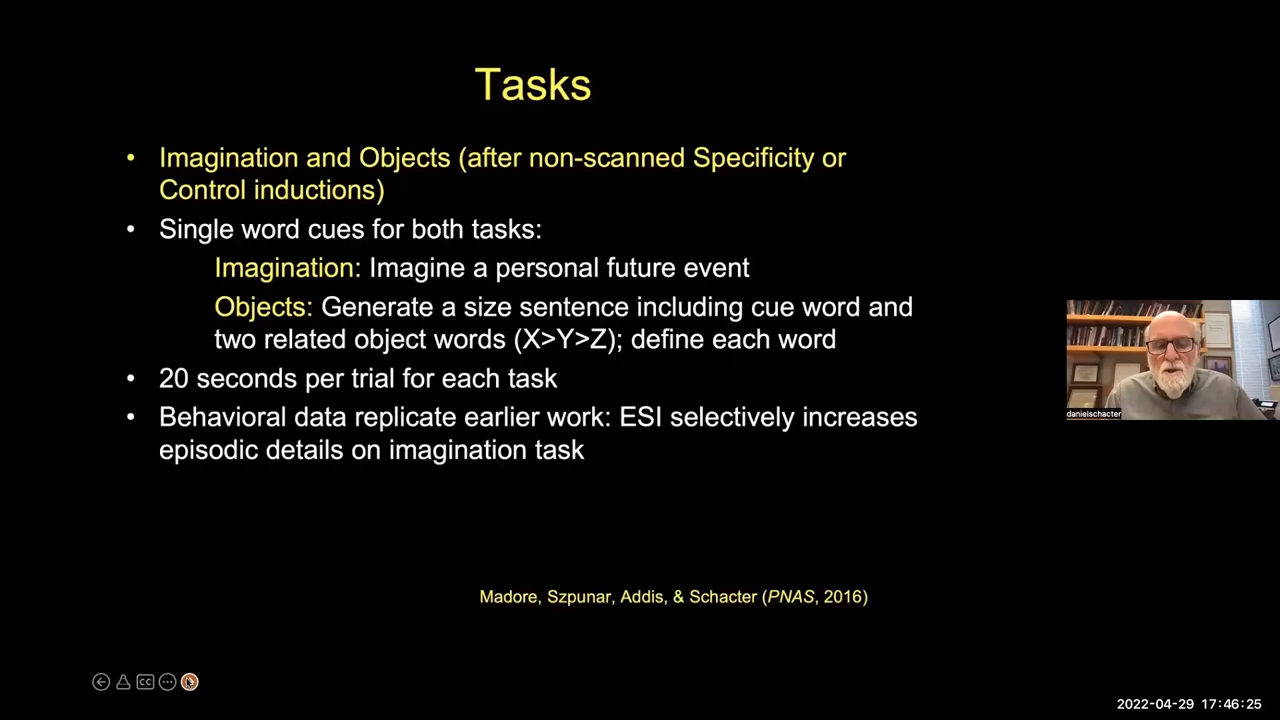 Tasks
• Imagination and Objects (after non-scanned Specificity or
Control inductions)
• Single word cues for both tasks:
Imagination: Imagine a personal future event
Objects: Generate a size sentence including cue word and
two related object words (X>Y>Z); define each word
• 20 seconds per trial for each task
• Behavioral data replicate earlier work: ESI selectively increases
episodic details on imagination task
danielschacter
Madore, Szpunar, Addis, & Schacter (PNAS, 2016)
CC
2022-04-29 17:46:25